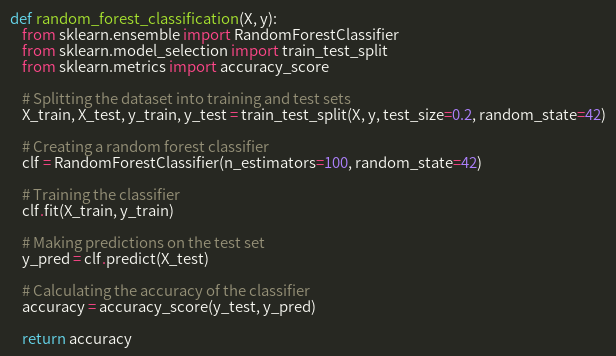 def random_forest_classification(X, y):
    from sklearn.ensemble import RandomForestClassifier
    from sklearn.model_selection import train_test_split
    from sklearn.metrics import accuracy_score

    # Splitting the dataset into training and test sets
    X_train, X_test, y_train, y_test = train_test_split(X, y, test_size=0.2, random_state=42)

    # Creating a random forest classifier
    clf = RandomForestClassifier(n_estimators=100, random_state=42)

    # Training the classifier
    clf.fit(X_train, y_train)

    # Making predictions on the test set
    y_pred = clf.predict(X_test)

    # Calculating the accuracy of the classifier
    accuracy = accuracy_score(y_test, y_pred)

    return accuracy